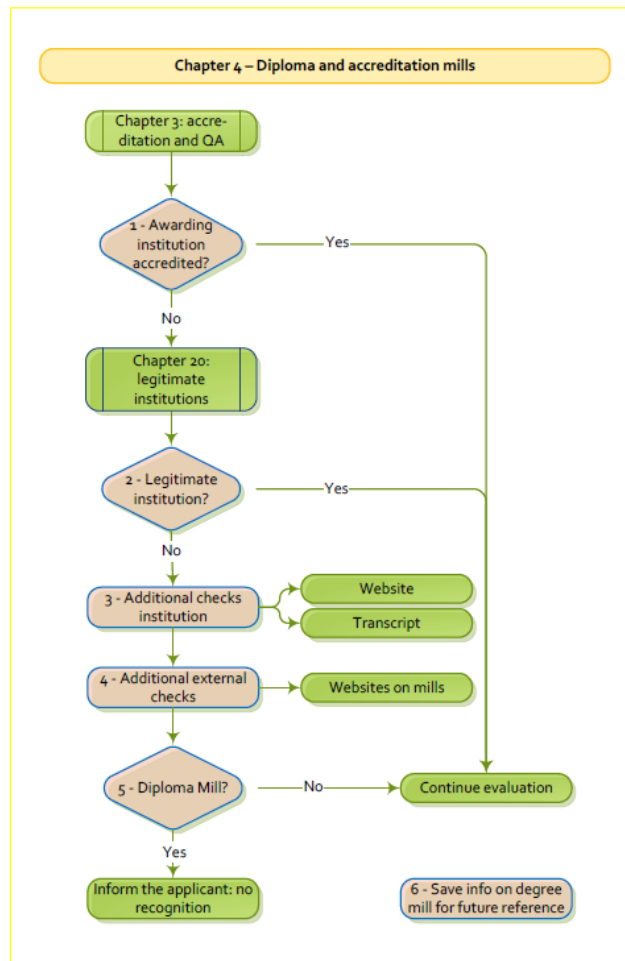 Chapter 4 – Diploma and accreditation mills
Chapter 3: accre-
ditation and QA
1 - Awarding
institution
accredited?
Yes
No
Chapter 20:
legitimate
institutions
2 - Legitimate
institution?
Yes
No
3 - Additional checks
institution
Website
Transcript
4 - Additional external
checks
Websites on mills
5 - Diploma Mill?
No
Continue evaluation
Yes
Inform the applicant: no
recognition
6 - Save info on degree
mill for future reference